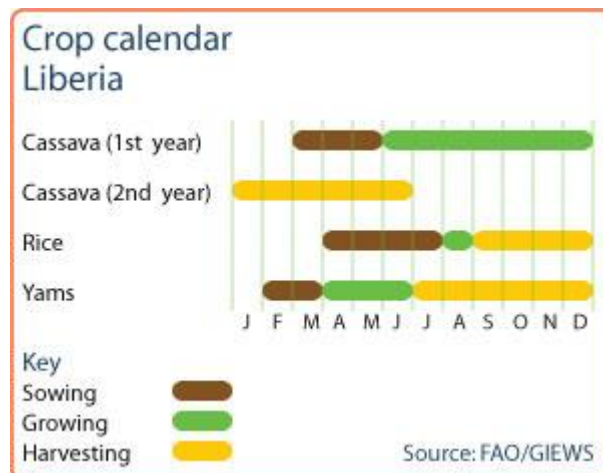 Crop calendar
Liberia
Cassava (1st year)
Cassava (2nd year)
Rice
Yams
J F M A M J J A S O N D
Key
Sowing
Growing
Harvesting
Source: FAO/GIEWS